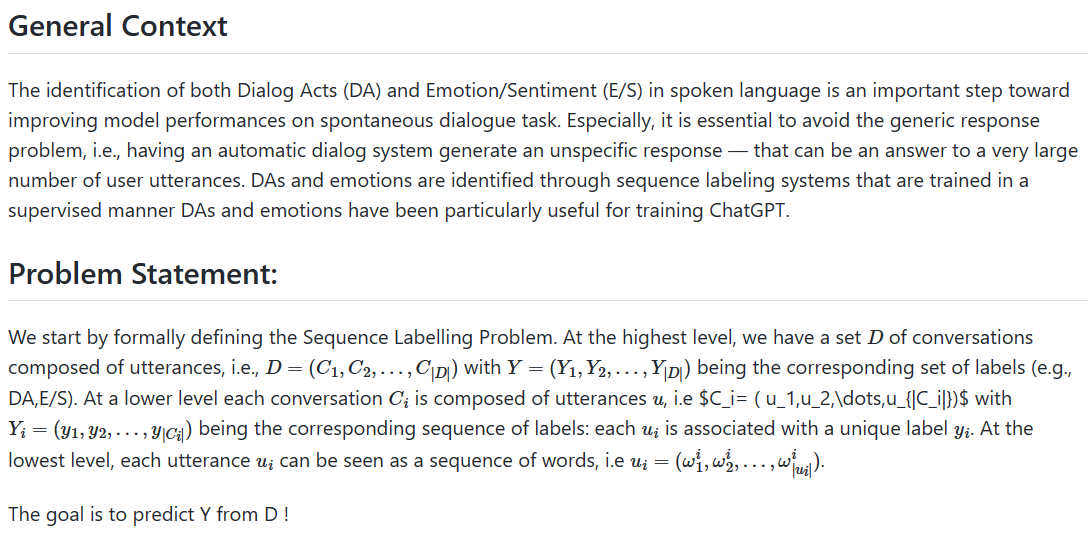 General Context
The identification of both Dialog Acts (DA) and Emotion/Sentiment (E/S) in spoken language is an important step toward
improving model performances on spontaneous dialogue task. Especially, it is essential to avoid the generic response
problem, i.e., having an automatic dialog system generate an unspecific response — that can be an answer to a very large
number of user utterances. DAs and emotions are identified through sequence labeling systems that are trained in a
supervised manner DAs and emotions have been particularly useful for training ChatGPT.
Problem Statement:
We start by formally defining the Sequence Labelling Problem. At the highest level, we have a set $D$ of conversations
composed of utterances, i.e., $D = (C_1, C_2, \dots, C_{|D|})$ with $Y = (Y_1, Y_2, \dots, Y_{|D|})$ being the corresponding set of labels (e.g.,
DA,E/S). At a lower level each conversation $C_i$ is composed of utterances $u$, i.e $C_i= ( u_1,u_2,\dots,u_{|C_i|})$ with
$Y_i = (y_1, y_2, \dots, y_{|C_i|})$ being the corresponding sequence of labels: each $u_i$ is associated with a unique label $y_i$. At the
lowest level, each utterance $u_i$ can be seen as a sequence of words, i.e $u_i = (\omega_1^i, \omega_2^i, \dots, \omega_{|u_i|}^i)$.
The goal is to predict Y from D !